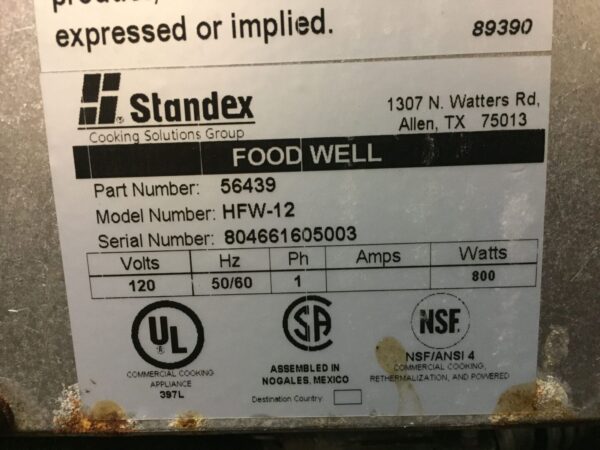 expressed or implied.
89390
Standex
Cooking Solutions Group
1307 N. Watters Rd,
Allen, TX 75013
FOOD WELL
Part Number: 56439
Model Number: HFW-12
Serial Number: 804661605003
Volts Hz Ph Amps Watts
120 50/60 1 800
UL
COMMERCIAL COOKING
APPLIANCE
397L
SA
ASSEMBLED IN
NOGALES, MEXICO
Destination Country
NSF
NSF/ANSI 4
COMMERCIAL COOKING,
RETHERMALIZATION, AND POWERED